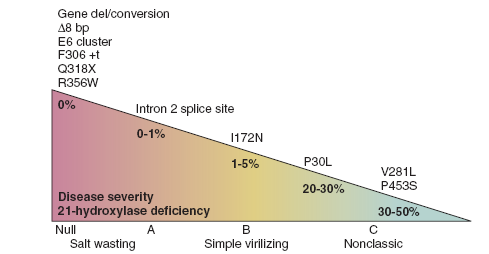 Gene del/conversion
Δ8 bp
E6 cluster
F306 +t
Q318X
R356W
0%
Intron 2 splice site
0-1%
I172N
1-5%
P30L
20-30%
V281L
P453S
30-50%
Disease severity
21-hydroxylase deficiency
Null A B C
Salt wasting Simple virilizing Nonclassic